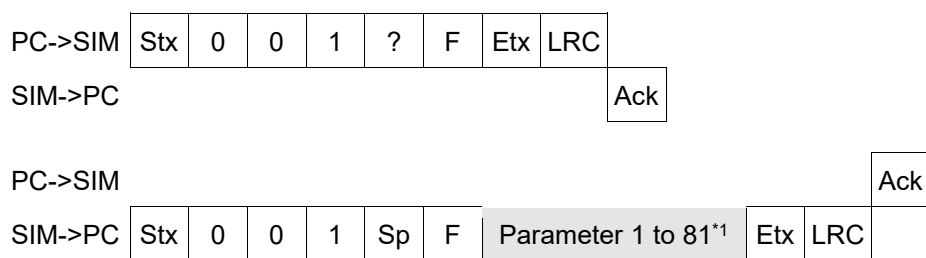 PC->SIM Stx 0 0 1 ? F Etx LRC
SIM->PC Ack
PC->SIM Ack
SIM->PC Stx 0 0 1 Sp F Parameter 1 to 81*1 Etx LRC